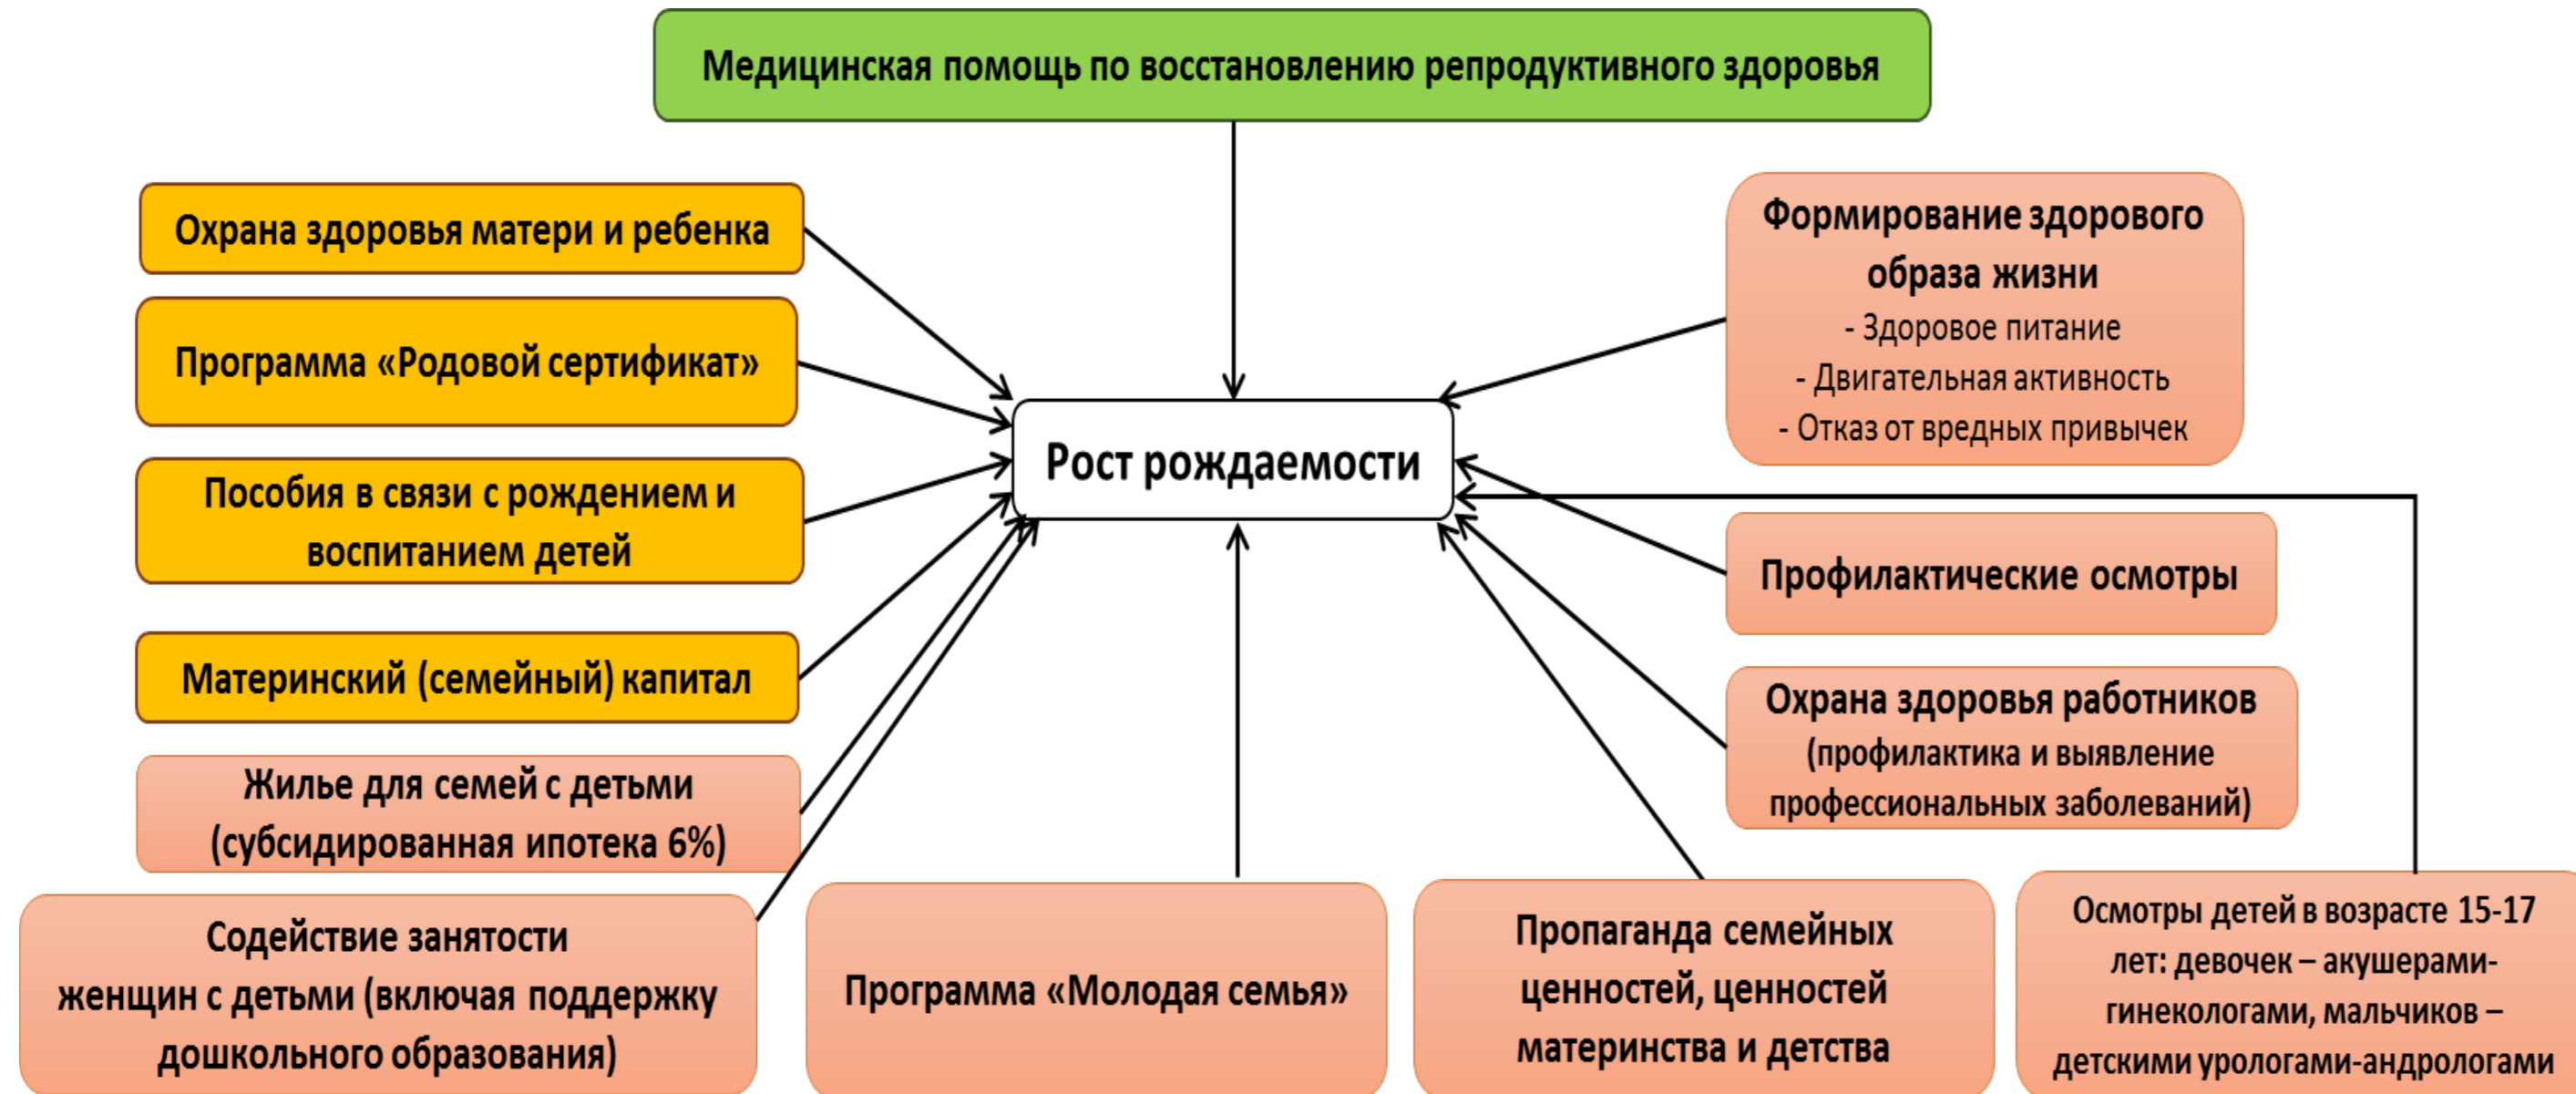 Медицинская помощь по восстановлению репродуктивного здоровья
Охрана здоровья матери и ребенка
Программа «Родовой сертификат»
Пособия в связи с рождением и
воспитанием детей
Материнский (семейный) капитал
Жилье для семей с детьми
(субсидированная ипотека 6%)
Содействие занятости
женщин с детьми (включая поддержку
дошкольного образования)
Рост рождаемости
Программа «Молодая семья»
Пропаганда семейных
ценностей, ценностей
материнства и детства
Формирование здорового
образа жизни
- Здоровое питание
- Двигательная активность
- Отказ от вредных привычек
Профилактические осмотры
Охрана здоровья работников
(профилактика и выявление
профессиональных заболеваний)
Осмотры детей в возрасте 15-17
лет: девочек – акушерами-
гинекологами, мальчиков –
детскими урологами-андрологами